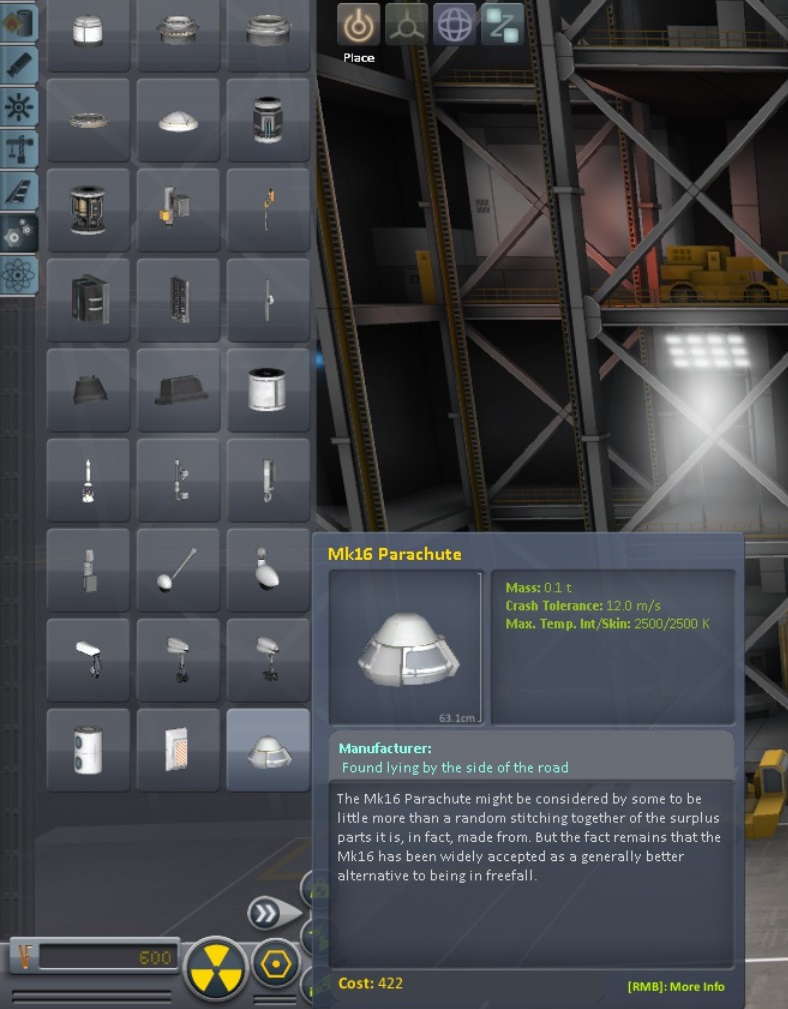 Place
Mk16 Parachute
Mass: 0.1 t
Crash Tolerance: 12.0 m/s
Max. Temp. Int/Skin: 2500/2500 K
63.1cm
Manufacturer:
Found lying by the side of the road
The Mk16 Parachute might be considered by some to be
little more than a random stitching together of the surplus
parts it is, in fact, made from. But the fact remains that the
Mk16 has been widely accepted as a generally better
alternative to being in freefall.
600
Cost: 422
[RMB]: More Info